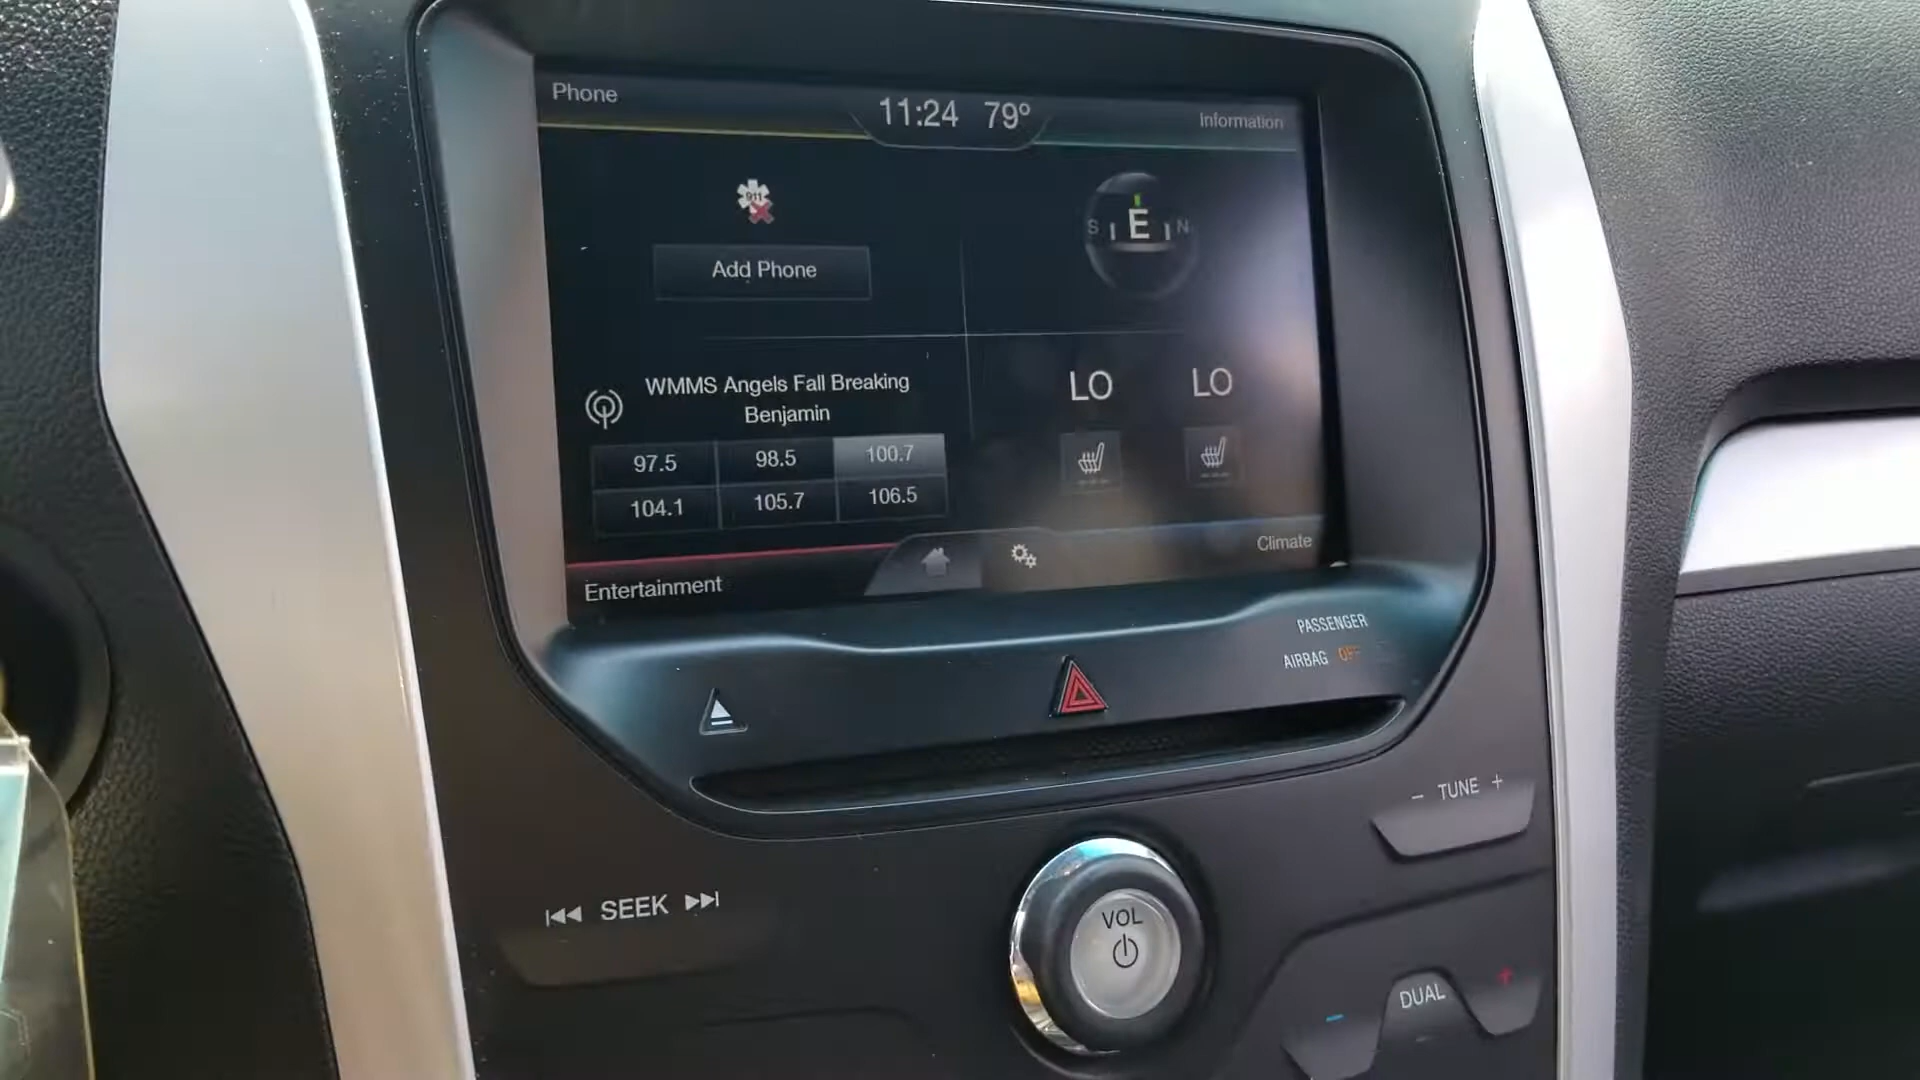 Phone
11:24 79°
Information
911
Add Phone
S E N
WMMS Angels Fall Breaking
Benjamin
97.5 98.5 100.7
104.1 105.7 106.5
LO LO
Entertainment
Climate
PASSENGER
AIRBAG OFF
− TUNE +
SEEK
VOL
− DUAL +